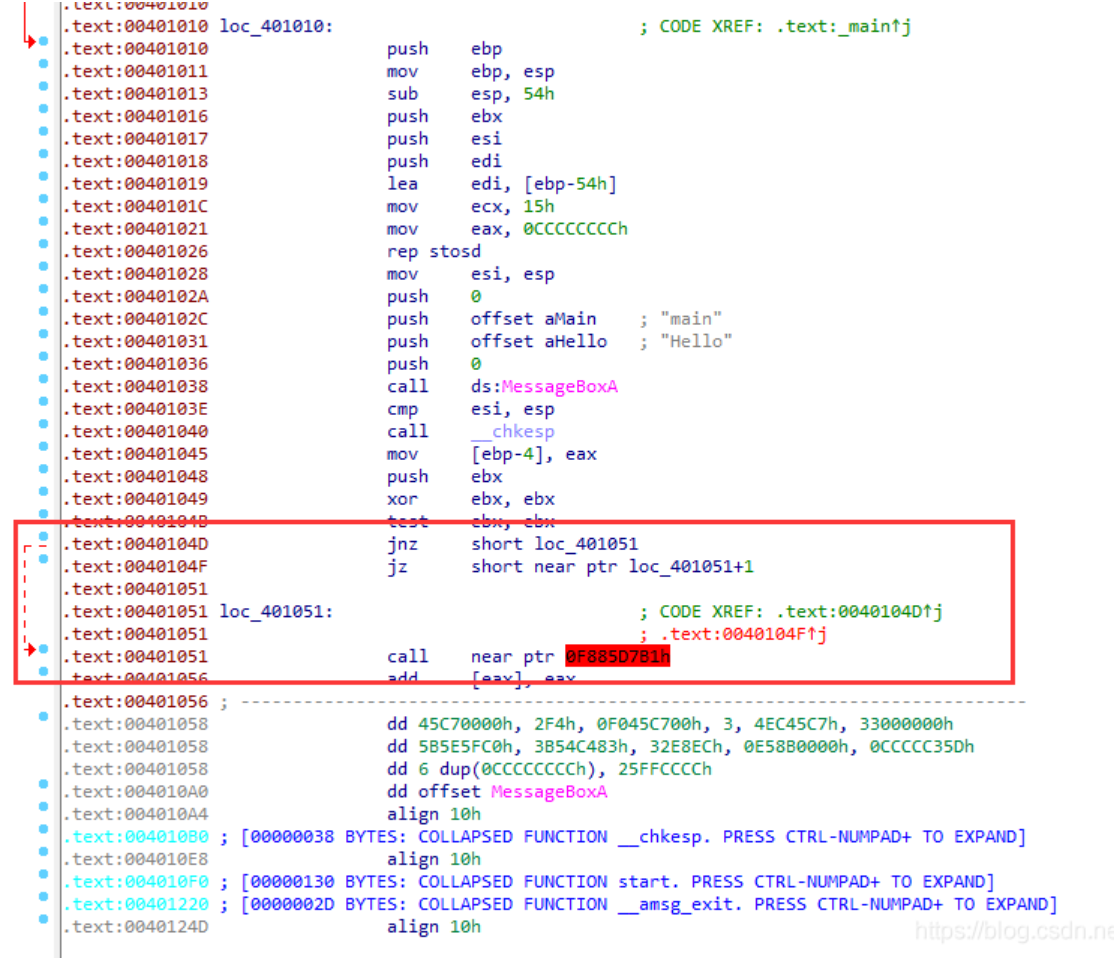 .text:00401010
.text:00401010 loc_401010: ; CODE XREF: .text:_main↑j
.text:00401010 push ebp
.text:00401011 mov ebp, esp
.text:00401013 sub esp, 54h
.text:00401016 push ebx
.text:00401017 push esi
.text:00401018 push edi
.text:00401019 lea edi, [ebp-54h]
.text:0040101C mov ecx, 15h
.text:00401021 mov eax, 0CCCCCCCCh
.text:00401026 rep stosd
.text:00401028 mov esi, esp
.text:0040102A push 0
.text:0040102C push offset aMain ; "main"
.text:00401031 push offset aHello ; "Hello"
.text:00401036 push 0
.text:00401038 call ds:MessageBoxA
.text:0040103E cmp esi, esp
.text:00401040 call __chkesp
.text:00401045 mov [ebp-4], eax
.text:00401048 push ebx
.text:00401049 xor ebx, ebx
.text:0040104B test ebx, ebx
.text:0040104D jnz short loc_401051
.text:0040104F jz short near ptr loc_401051+1
.text:00401051
.text:00401051 loc_401051: ; CODE XREF: .text:0040104D↑j
.text:00401051 ; .text:0040104F↑j
.text:00401051 call near ptr 0F885D7B1h
.text:00401056 add [eax], eax
.text:00401056 ; ---------------------------------------------------------------------------
.text:00401058 dd 45C70000h, 2F4h, 0F045C700h, 3, 4EC45C7h, 33000000h
.text:00401058 dd 5B5E5FC0h, 3B54C483h, 32E8ECh, 0E58B0000h, 0CCCCC35Dh
.text:00401058 dd 6 dup(0CCCCCCCCh), 25FFCCCCh
.text:004010A0 dd offset MessageBoxA
.text:004010A4 align 10h
.text:004010B0 ; [00000038 BYTES: COLLAPSED FUNCTION __chkesp. PRESS CTRL-NUMPAD+ TO EXPAND]
.text:004010E8 align 10h
.text:004010F0 ; [00000130 BYTES: COLLAPSED FUNCTION start. PRESS CTRL-NUMPAD+ TO EXPAND]
.text:00401220 ; [0000002D BYTES: COLLAPSED FUNCTION __amsg_exit. PRESS CTRL-NUMPAD+ TO EXPAND]
.text:0040124D align 10h
https://blog.csdn.ne